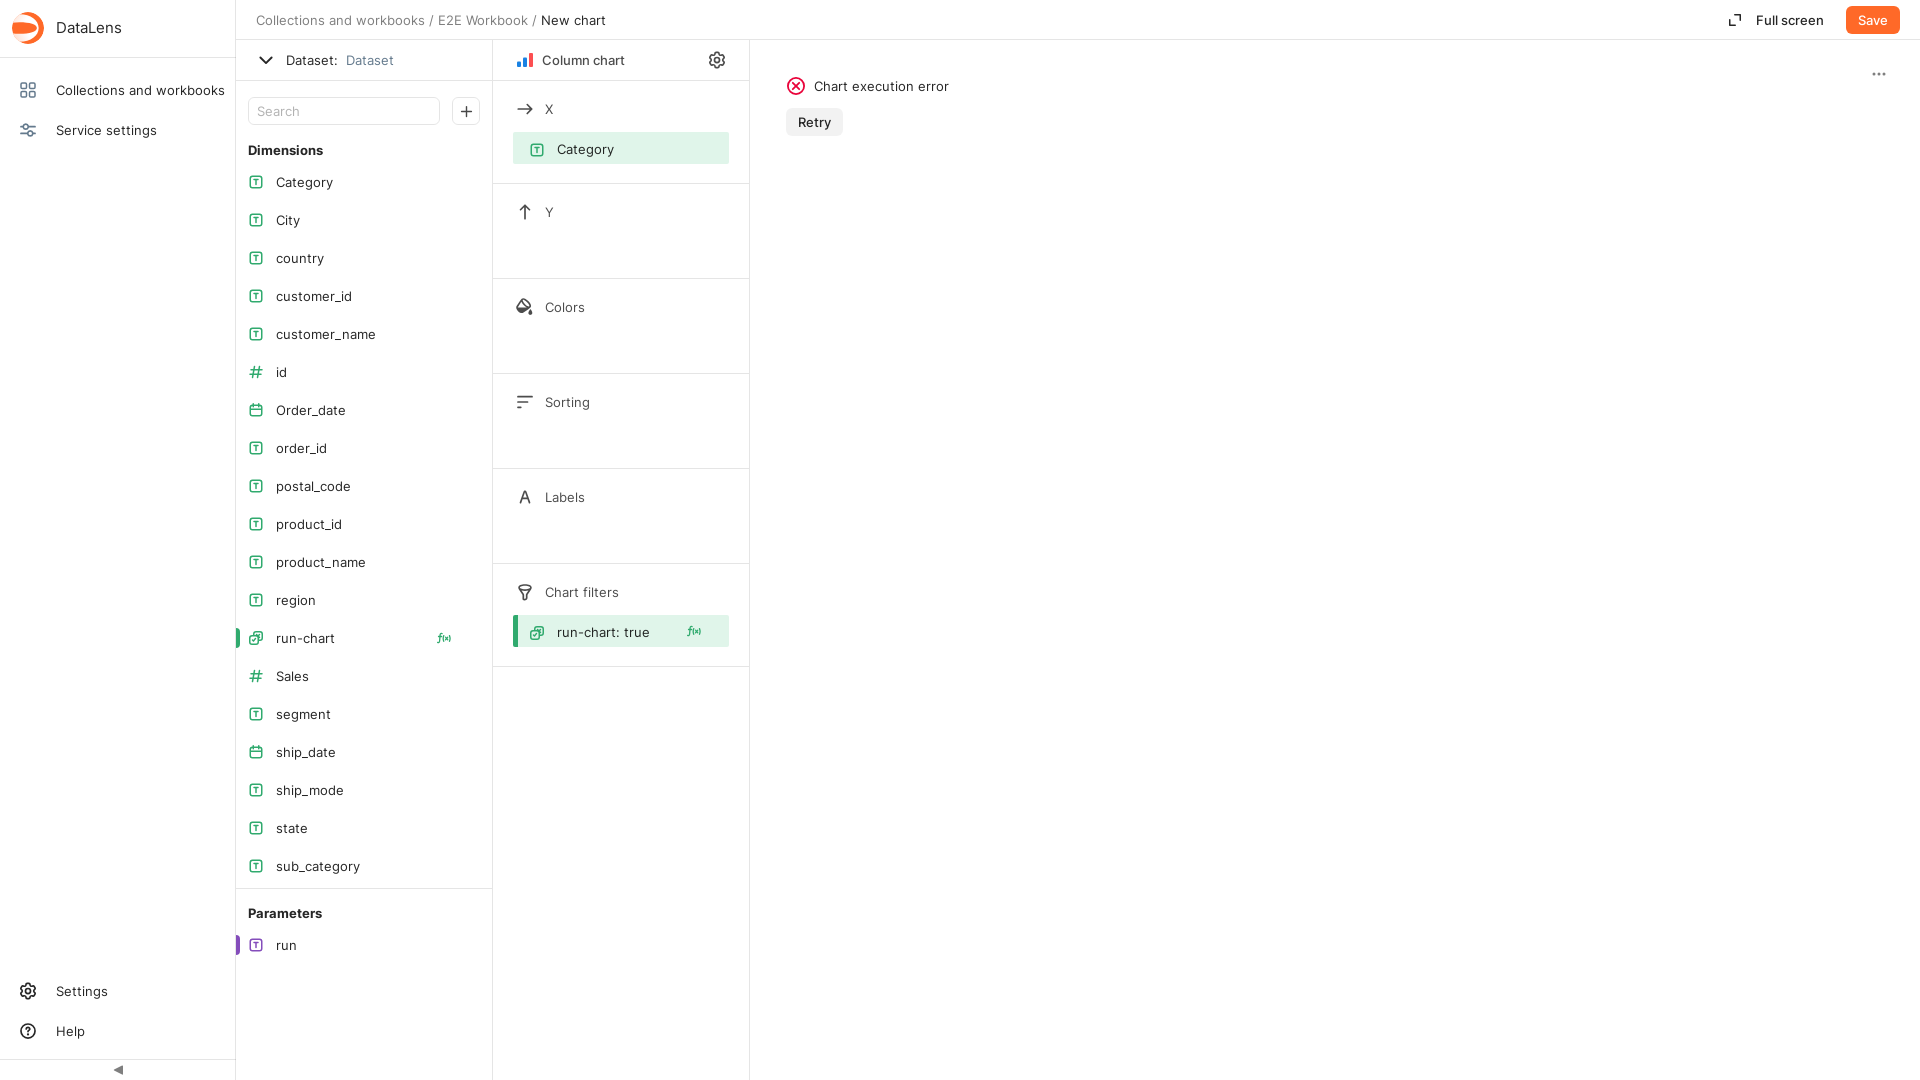 DataLens
Collections and workbooks
Service settings
Settings
Help
Collections and workbooks / E2E Workbook / New chart
Full screen
Save
Dataset: Dataset
Search
Dimensions
Category
City
country
customer_id
customer_name
id
Order_date
order_id
postal_code
product_id
product_name
region
run-chart
Sales
segment
ship_date
ship_mode
state
sub_category
Parameters
run
Column chart
X
Category
Y
Colors
Sorting
Labels
Chart filters
run-chart: true
Chart execution error
Retry